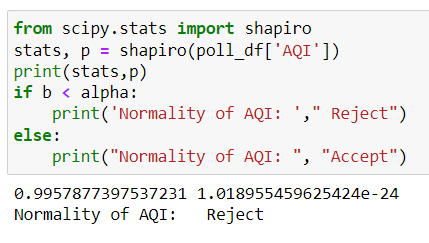 from scipy.stats import shapiro
stats, p = shapiro(poll_df['AQI'])
print(stats,p)
if b < alpha:
    print('Normality of AQI: '," Reject")
else:
    print("Normality of AQI: ", "Accept")
0.9957877397537231 1.018955459625424e-24
Normality of AQI:   Reject